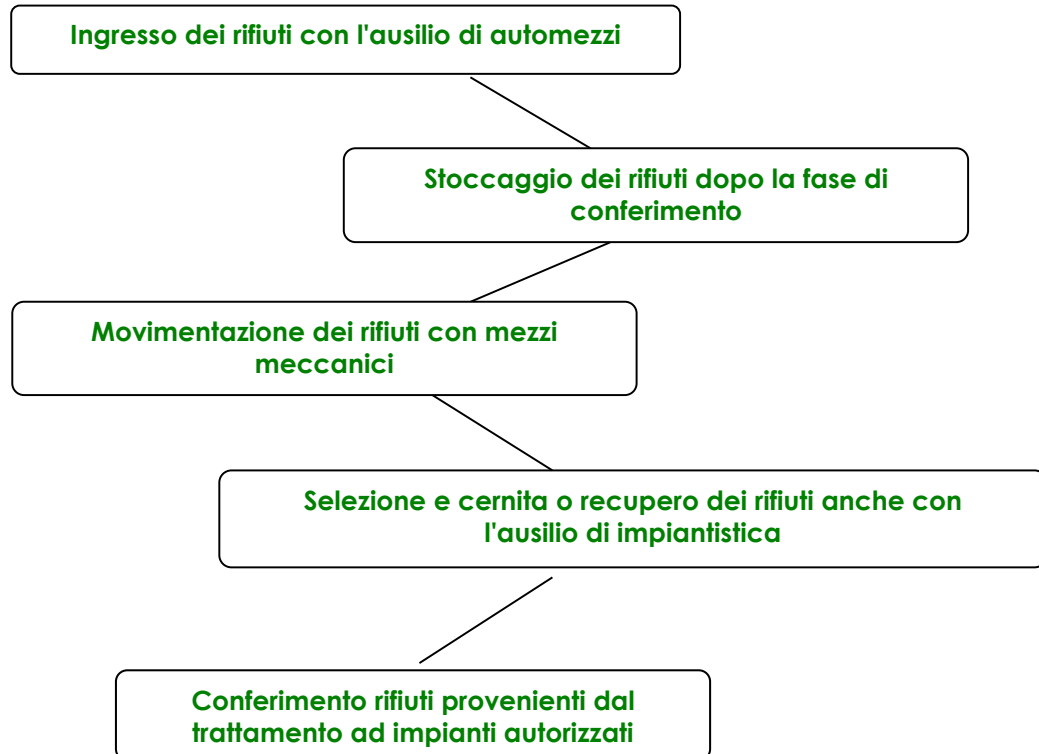 Ingresso dei rifiuti con l'ausilio di automezzi
Stoccaggio dei rifiuti dopo la fase di
conferimento
Movimentazione dei rifiuti con mezzi
meccanici
Selezione e cernita o recupero dei rifiuti anche con
l'ausilio di impiantistica
Conferimento rifiuti provenienti dal
trattamento ad impianti autorizzati